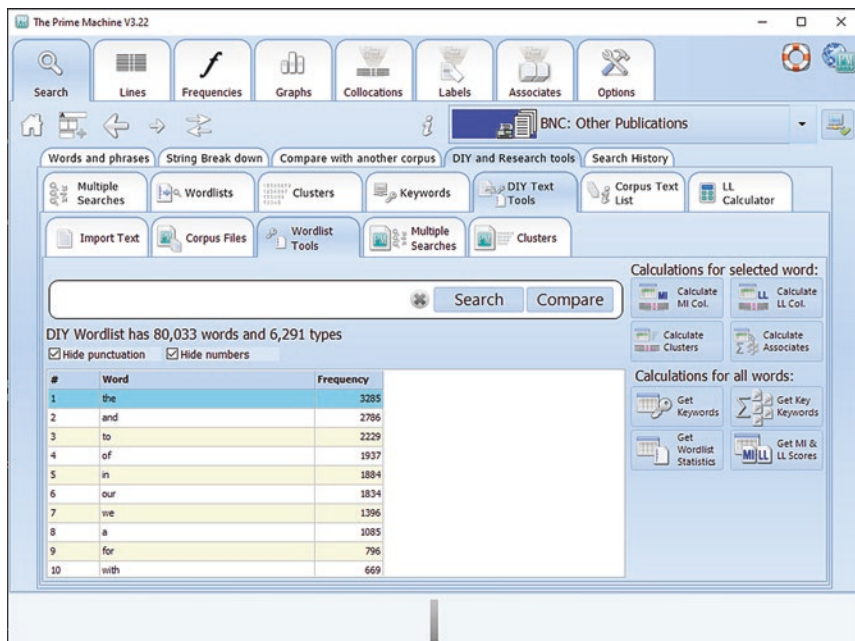 The Prime Machine V3.22
Search Lines Frequencies Graphs Collocations Labels Associates Options
BNC: Other Publications
Words and phrases String Break down Compare with another corpus DIY and Research tools Search History
Multiple Searches Wordlists Clusters Keywords DIY Text Tools Corpus Text List LL Calculator
Import Text Corpus Files Wordlist Tools Multiple Searches Clusters
Search Compare
DIY Wordlist has 80,033 words and 6,291 types
Hide punctuation Hide numbers
# Word Frequency
1 the 3285
2 and 2786
3 to 2229
4 of 1937
5 in 1884
6 our 1834
7 we 1396
8 a 1085
9 for 796
10 with 669
Calculations for selected word:
MI Calculate MI Col.
LL Calculate LL Col.
Calculate Clusters
Calculate Associates
Calculations for all words:
Get Keywords
Get Key Keywords
Get Wordlist Statistics
MI LL Get MI & LL Scores